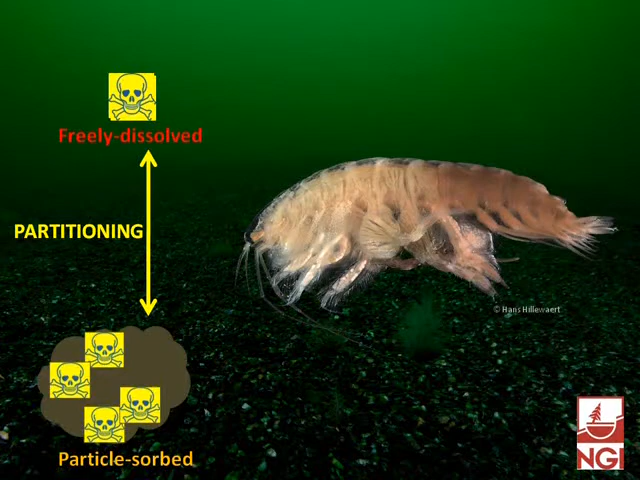 Freely-dissolved
PARTITIONING
© Hans Hillewaert
Particle-sorbed
NGI